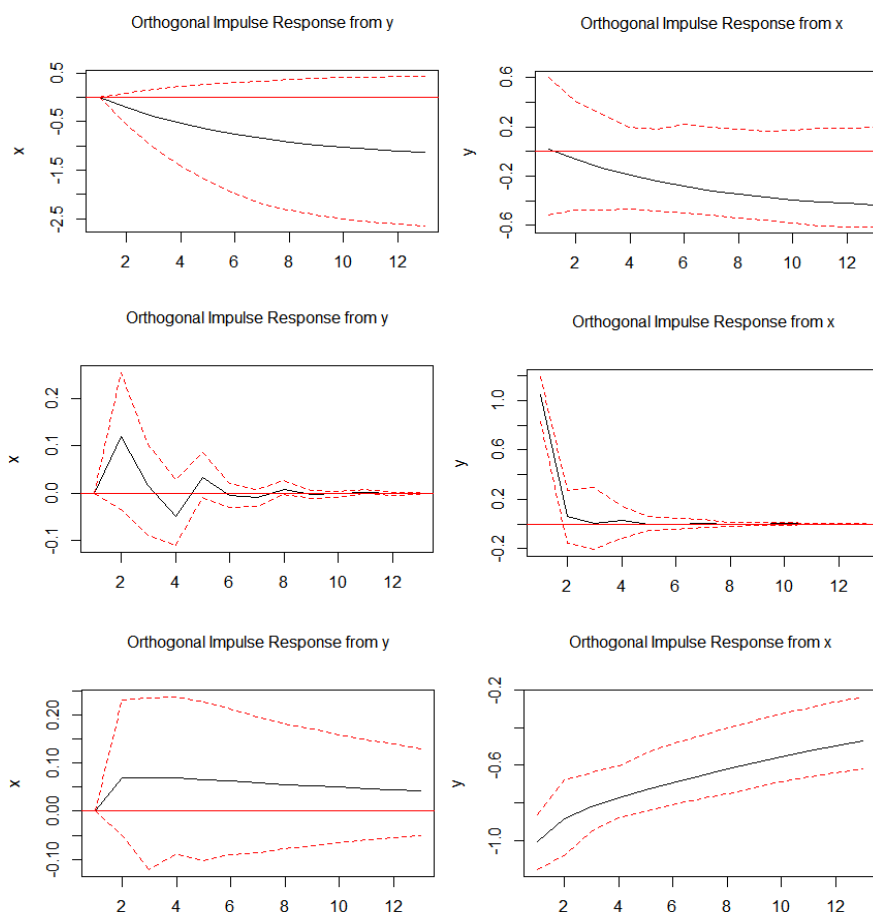 Orthogonal Impulse Response from y
x
0.5
-0.5
-1.5
-2.5
2 4 6 8 10 12
Orthogonal Impulse Response from x
y
0.6
0.2
-0.2
-0.6
2 4 6 8 10 12
Orthogonal Impulse Response from y
x
0.2
0.1
0.0
-0.1
2 4 6 8 10 12
Orthogonal Impulse Response from x
y
1.0
0.6
0.2
-0.2
2 4 6 8 10 12
Orthogonal Impulse Response from y
x
0.20
0.10
0.00
-0.10
2 4 6 8 10 12
Orthogonal Impulse Response from x
y
-0.2
-0.6
-1.0
2 4 6 8 10 12